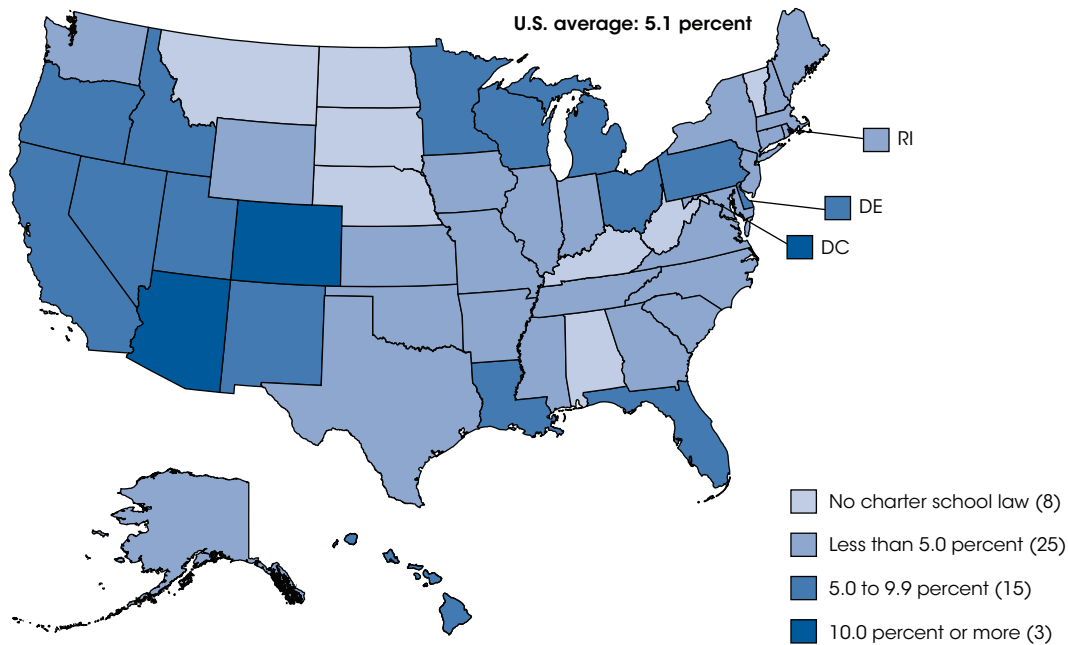 U.S. average: 5.1 percent
RI
DE
DC
No charter school law (8)
Less than 5.0 percent (25)
5.0 to 9.9 percent (15)
10.0 percent or more (3)